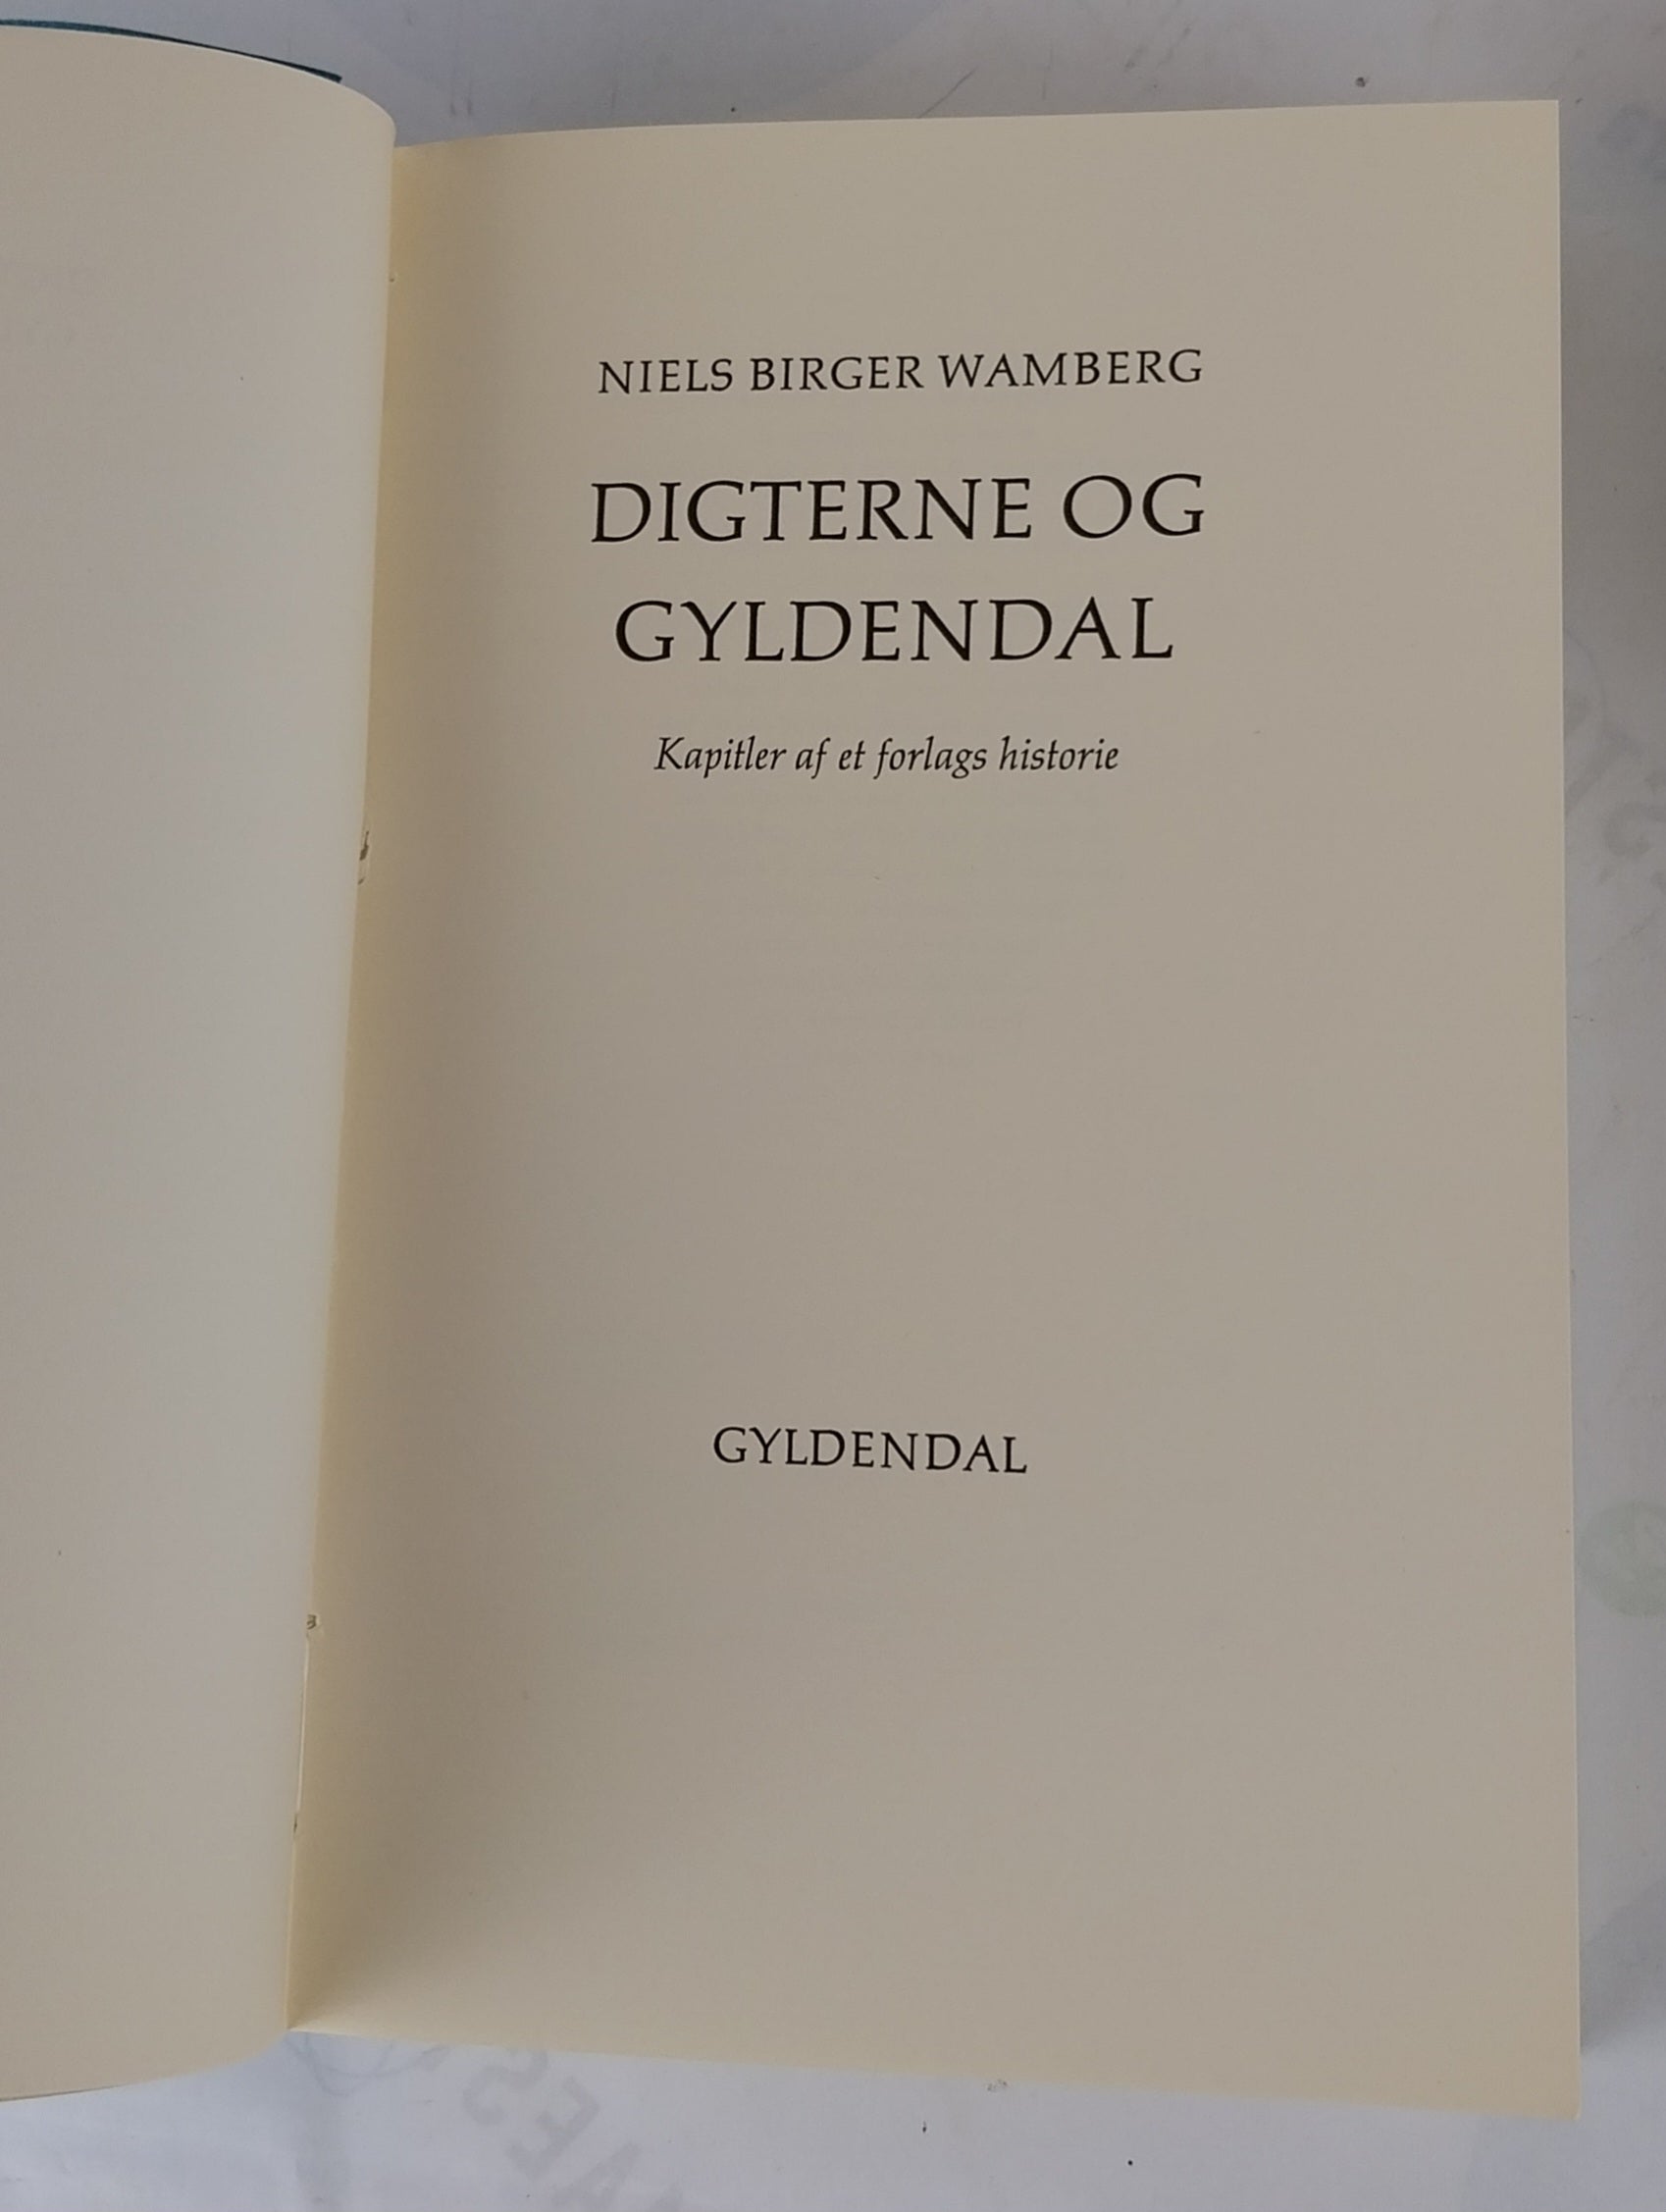 NIELS BIRGER WAMBERG
DIGTERNE OG
GYLDENDAL
Kapitler af et forlags historie
GYLDENDAL